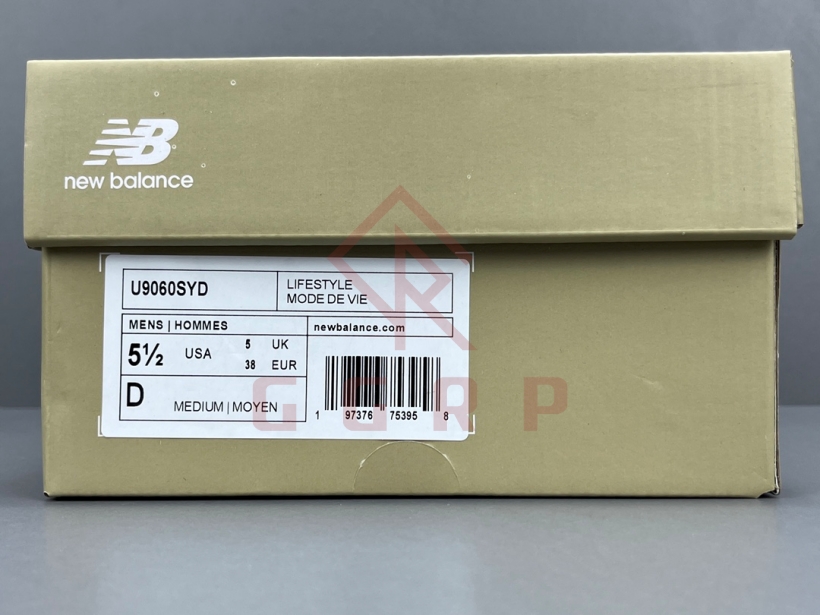 NB
new balance
U9060SYD
LIFESTYLE
MODE DE VIE
MENS | HOMMES
newbalance.com
5½ USA 5 UK
38 EUR
D MEDIUM | MOYEN
1 97376 75395 8
GGRP